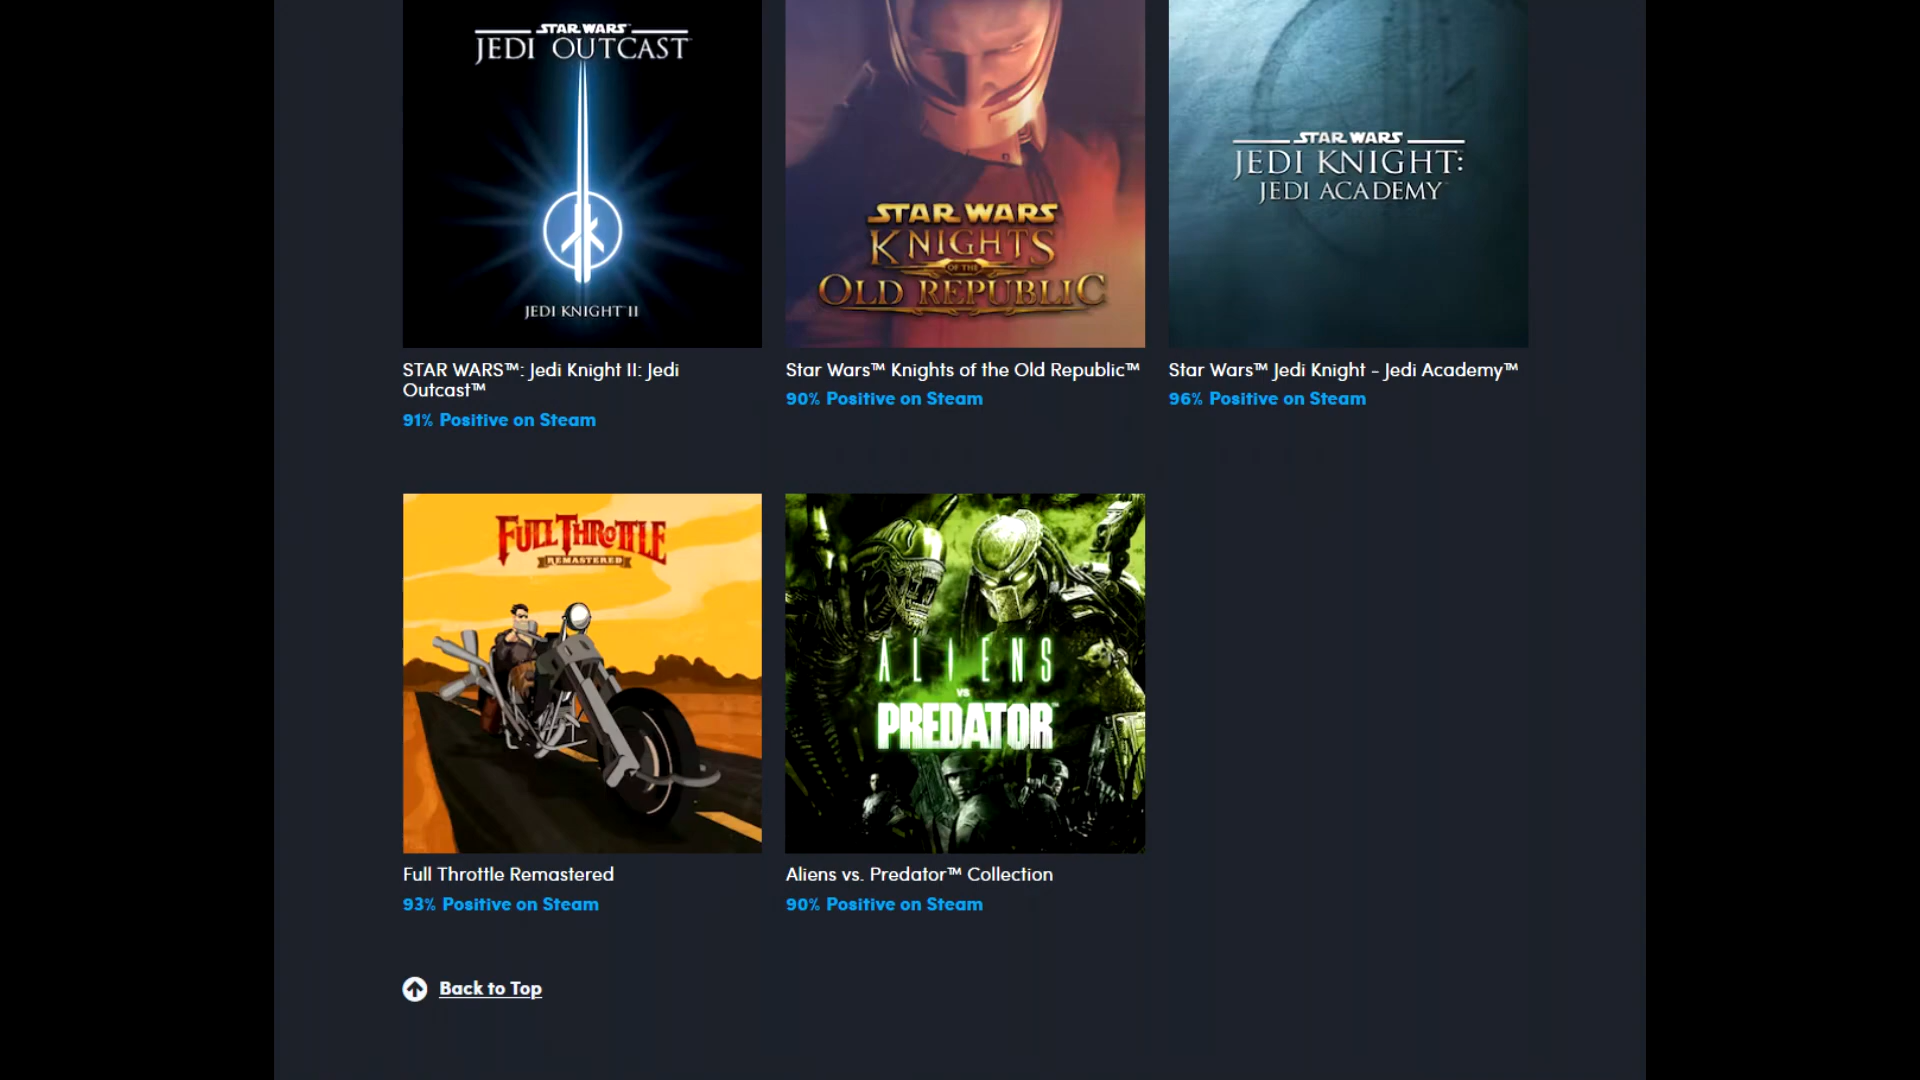 STAR WARS
JEDI OUTCAST
JEDI KNIGHT™ II
STAR WARS
KNIGHTS
OF THE
OLD REPUBLIC
STAR WARS
JEDI KNIGHT:
JEDI ACADEMY
STAR WARS™: Jedi Knight II: Jedi
Outcast™
91% Positive on Steam
Star Wars™ Knights of the Old Republic™
90% Positive on Steam
Star Wars™ Jedi Knight - Jedi Academy™
96% Positive on Steam
FULL THROTTLE
REMASTERED
ALIENS
VS
PREDATOR™
Full Throttle Remastered
93% Positive on Steam
Aliens vs. Predator™ Collection
90% Positive on Steam
Back to Top